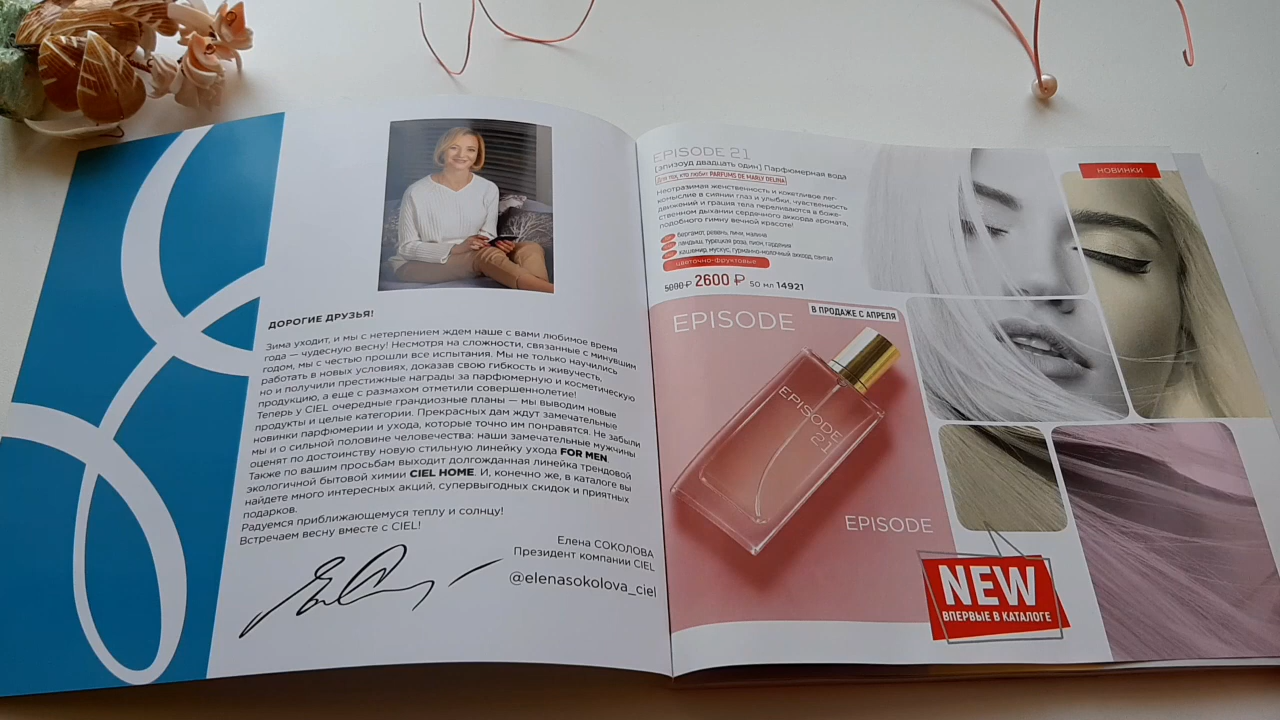 ДОРОГИЕ ДРУЗЬЯ!
Зима уходит, и мы с нетерпением ждем наше с вами любимое время
года — чудесную весну! Несмотря на сложности, связанные с минувшим
годом, мы с честью прошли все испытания. Мы не только научились
работать в новых условиях, доказав свою гибкость и живучесть,
но и получили престижные награды за парфюмерную и косметическую
продукцию, а еще с размахом отметили совершеннолетие!
Теперь у CIEL очередные грандиозные планы — мы выводим новые
продукты и целые категории. Прекрасных дам ждут замечательные
новинки парфюмерии и ухода, которые точно им понравятся. Не забыли
мы и о сильной половине человечества: наши замечательные мужчины
оценят по достоинству новую стильную линейку ухода FOR MEN.
Также по вашим просьбам выходит долгожданная линейка трендовой
экологичной бытовой химии CIEL HOME. И, конечно же, в каталоге вы
найдете много интересных акций, супервыгодных скидок и приятных
подарков.
Радуемся приближающемуся теплу и солнцу!
Встречаем весну вместе с CIEL!
Елена СОКОЛОВА
Президент компании CIEL
@elenasokolova_ciel
EPISODE 21
(эпизоуд двадцать один) Парфюмерная вода
Для тех, кто любит PARFUMS DE MARLY DELINA
Неотразимая женственность и кокетливое лег-
комыслие в сиянии глаз и улыбки, чувственность
движений и грация тела переливаются в боже-
ственном дыхании сердечного аккорда аромата,
подобного гимну вечной красоте!
бергамот, ревень, личи, малина
ландыш, турецкая роза, пион, гардения
кашемир, мускус, гурманно-молочный аккорд, сантал
цветочно-фруктовые
5000 ₽ 2600 ₽ 50 мл 14921
НОВИНКИ
В ПРОДАЖЕ С АПРЕЛЯ
EPISODE
EPISODE
21
EPISODE
NEW
ВПЕРВЫЕ В КАТАЛОГЕ